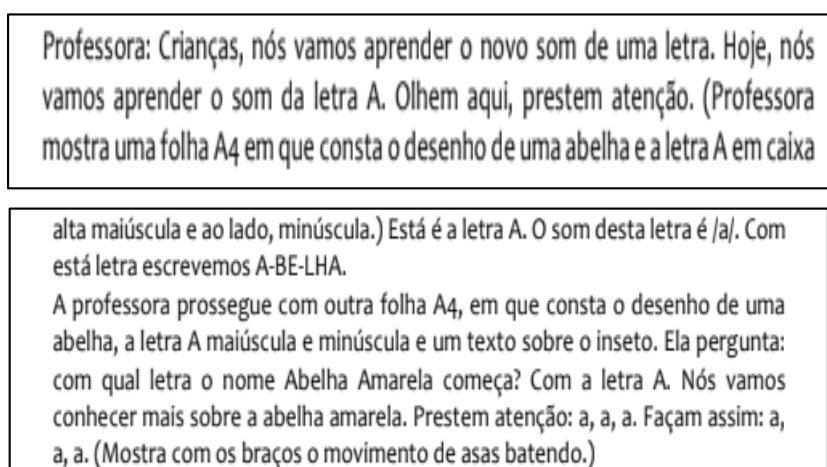 Professora: Crianças, nós vamos aprender o novo som de uma letra. Hoje, nós
vamos aprender o som da letra A. Olhem aqui, prestem atenção. (Professora
mostra uma folha A4 em que consta o desenho de uma abelha e a letra A em caixa
alta maiúscula e ao lado, minúscula.) Está é a letra A. O som desta letra é /a/. Com
está letra escrevemos A-BE-LHA.
A professora prossegue com outra folha A4, em que consta o desenho de uma
abelha, a letra A maiúscula e minúscula e um texto sobre o inseto. Ela pergunta:
com qual letra o nome Abelha Amarela começa? Com a letra A. Nós vamos
conhecer mais sobre a abelha amarela. Prestem atenção: a, a, a. Façam assim: a,
a, a. (Mostra com os braços o movimento de asas batendo.)